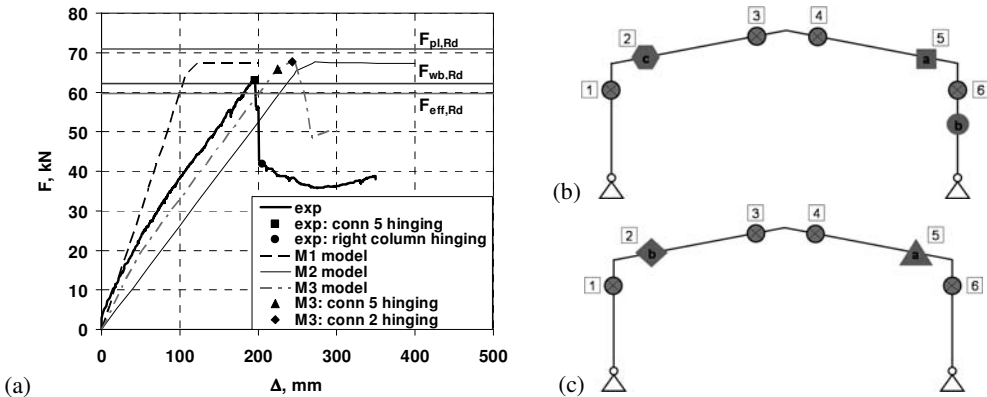 80
70
60
50
40
30
20
10
0
F, kN
F_pl,Rd
F_wb,Rd
F_eff,Rd
exp
exp: conn 5 hinging
exp: right column hinging
M1 model
M2 model
M3 model
M3: conn 5 hinging
M3: conn 2 hinging
0 100 200 300 400 500
Δ, mm
(a)
3 4
2 5
c a
1 6
b
(b)
3 4
2 5
b a
1 6
(c)